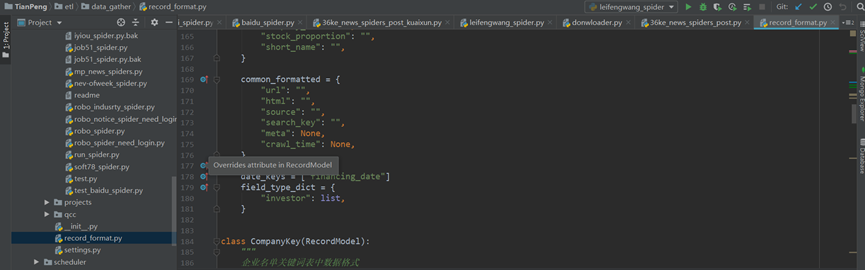 TianPeng > etl > data_gather > record_format.py
leifengwang_spider
Git:
Project
i_spider.py
baidu_spider.py
36ke_news_spiders_post_kuaixun.py
leifengwang_spider.py
donwloader.py
36ke_news_spiders_post.py
record_format.py
1: Project
iyiou_spider.py.bak
job51_spider.py
job51_spider.py.bak
mp_news_spiders.py
nev-ofweek_spider.py
readme
robo_indusrty_spider.py
robo_notice_spider_need_login
robo_spider.py
robo_spider_need_login.py
run_spider.py
soft78_spider.py
test.py
test_baidu_spider.py
projects
qcc
__init__.py
record_format.py
settings.py
scheduler
165 "stock_proportion": "",
166 "short_name": "",
167 }
168
169 common_formatted = {
170 "url": "",
171 "html": "",
172 "source": "",
173 "search_key": "",
174 "meta": None,
175 "crawl_time": None,
176 }
177
Overrides attribute in RecordModel
178 date_keys = ["financing_date"]
179 field_type_dict = {
180 "investor": list,
181 }
182
183
184 class CompanyKey(RecordModel):
185 """
186 企业名单关键词表中数据格式
SciView
Mongo Explorer
Database